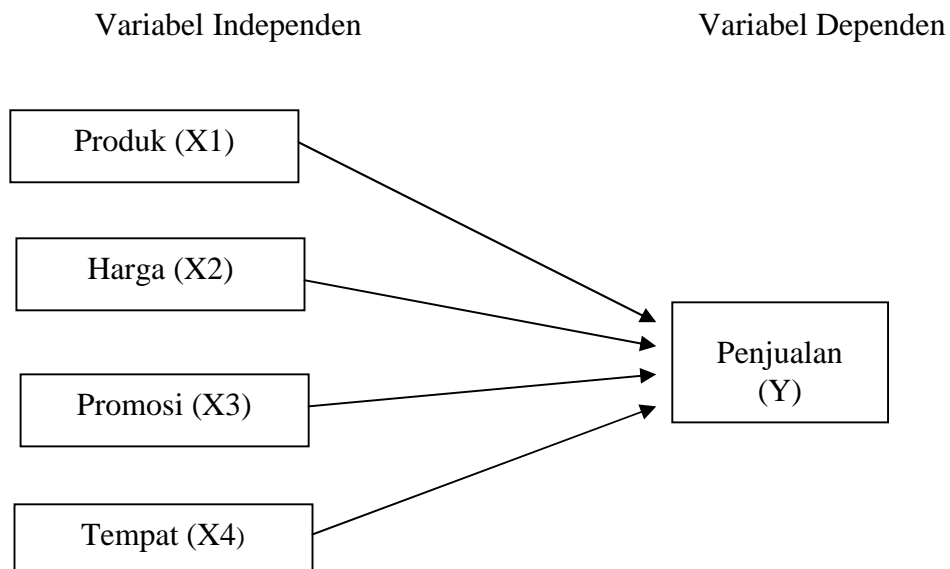 Variabel Independen
Variabel Dependen
Produk (X1)
Harga (X2)
Promosi (X3)
Tempat (X4)
Penjualan
(Y)